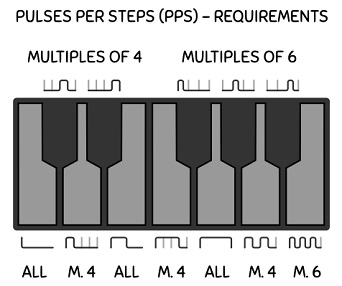 PULSES PER STEPS (PPS) – REQUIREMENTS
MULTIPLES OF 4 MULTIPLES OF 6
ALL M. 4 ALL M. 4 ALL M. 4 M. 6